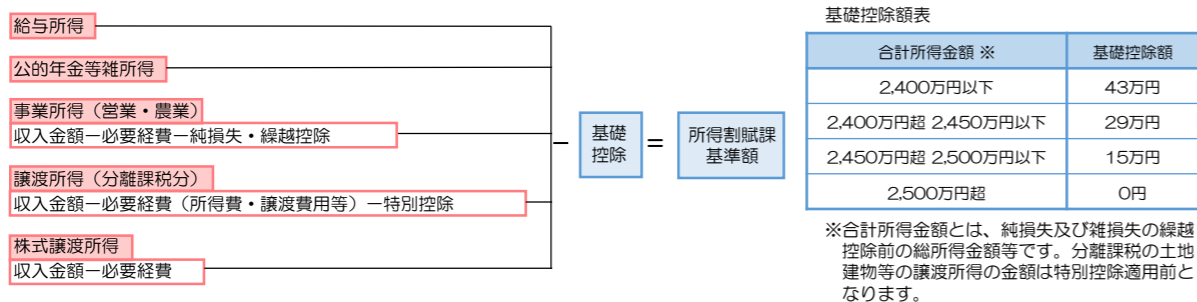 給与所得
公的年金等雑所得
事業所得（営業・農業）
収入金額ー必要経費ー純損失・繰越控除
譲渡所得（分離課税分）
収入金額ー必要経費（所得費・譲渡費用等）ー特別控除
株式譲渡所得
収入金額ー必要経費
－
基礎
控除
＝
所得割賦課
基準額
基礎控除額表
合計所得金額 ※ 基礎控除額
2,400万円以下 43万円
2,400万円超 2,450万円以下 29万円
2,450万円超 2,500万円以下 15万円
2,500万円超 0円
※合計所得金額とは、純損失及び雑損失の繰越
控除前の総所得金額等です。分離課税の土地
建物等の譲渡所得の金額は特別控除適用前と
なります。